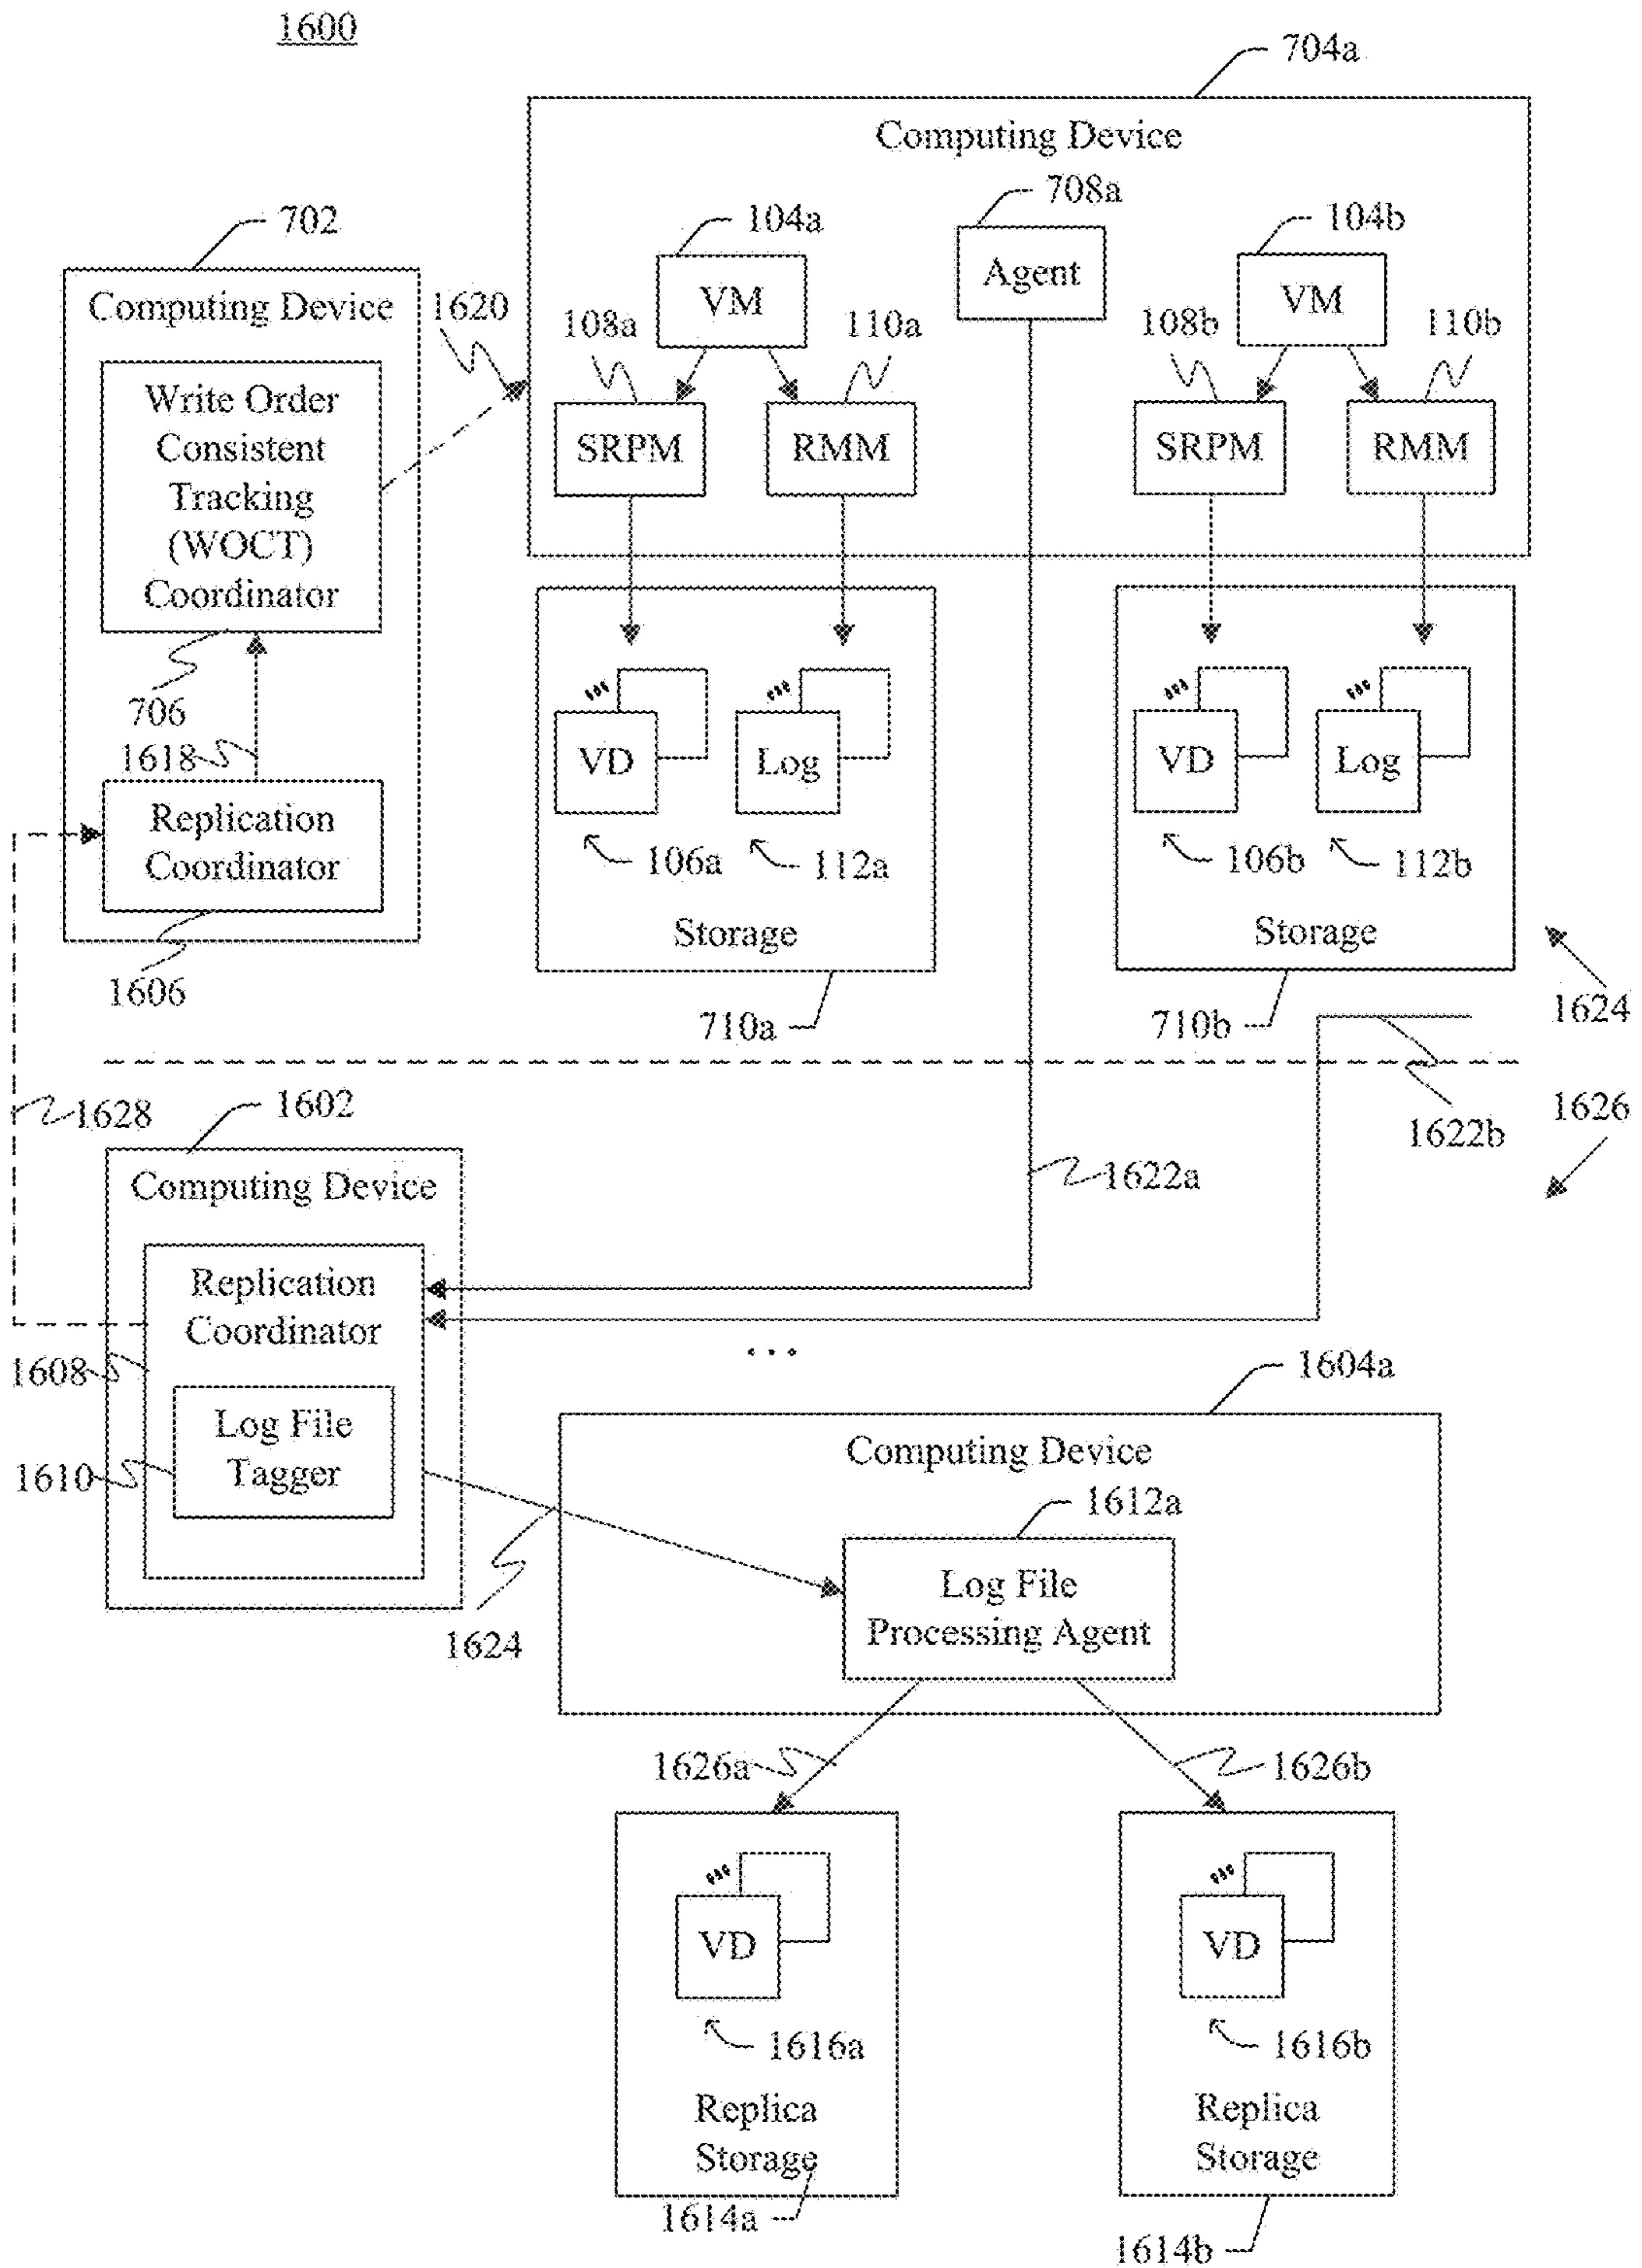 1600
704a
Computing Device
708a
702
104a
104b
Agent
Computing Device
1620
VM
VM
108a
110a
108b
110b
Write Order
Consistent
Tracking
(WOCT)
Coordinator
SRPM
RMM
SRPM
RMM
706
1618
VD
Log
VD
Log
Replication
Coordinator
106a
112a
106b
112b
Storage
Storage
1606
710a
710b
1624
1628
1602
1626
1622b
Computing Device
1622a
Replication
Coordinator
...
1608
1604a
Log File
Tagger
Computing Device
1610
1612a
Log File
Processing Agent
1624
1626a
1626b
VD
VD
1616a
1616b
Replica
Storage
Replica
Storage
1614a
1614b